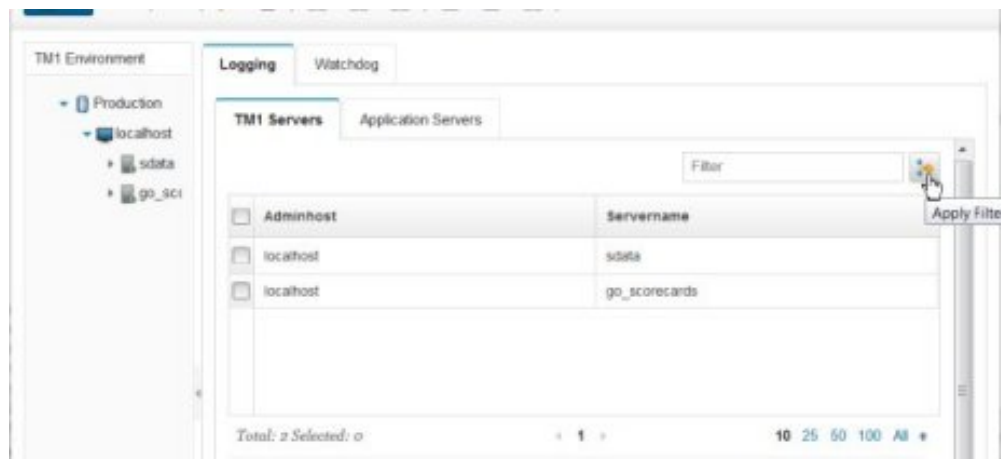 TM1 Environment
Logging Watchdog
Production
localhost
sdata
go_sc
TM1 Servers Application Servers
Filter
Apply Filte
Adminhost Servername
localhost sdata
localhost go_scorecards
Total: 2 Selected: 0 1 10 25 50 100 All